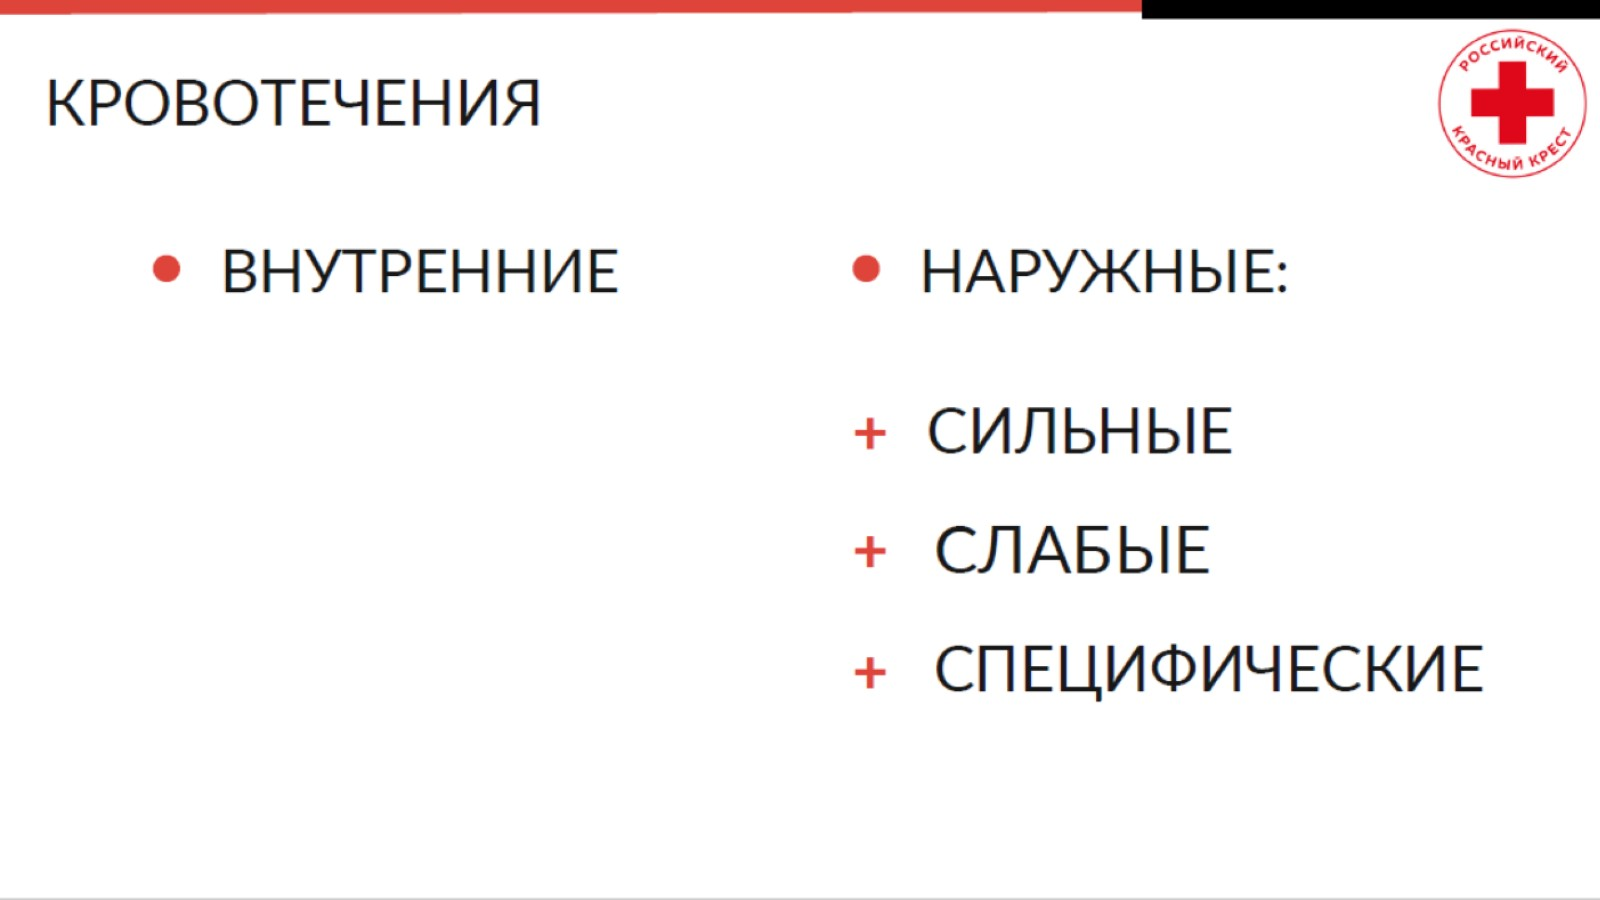 РОССИЙСКИЙ
КРАСНЫЙ КРЕСТ
КРОВОТЕЧЕНИЯ
ВНУТРЕННИЕ
НАРУЖНЫЕ:
+ СИЛЬНЫЕ
+ СЛАБЫЕ
+ СПЕЦИФИЧЕСКИЕ